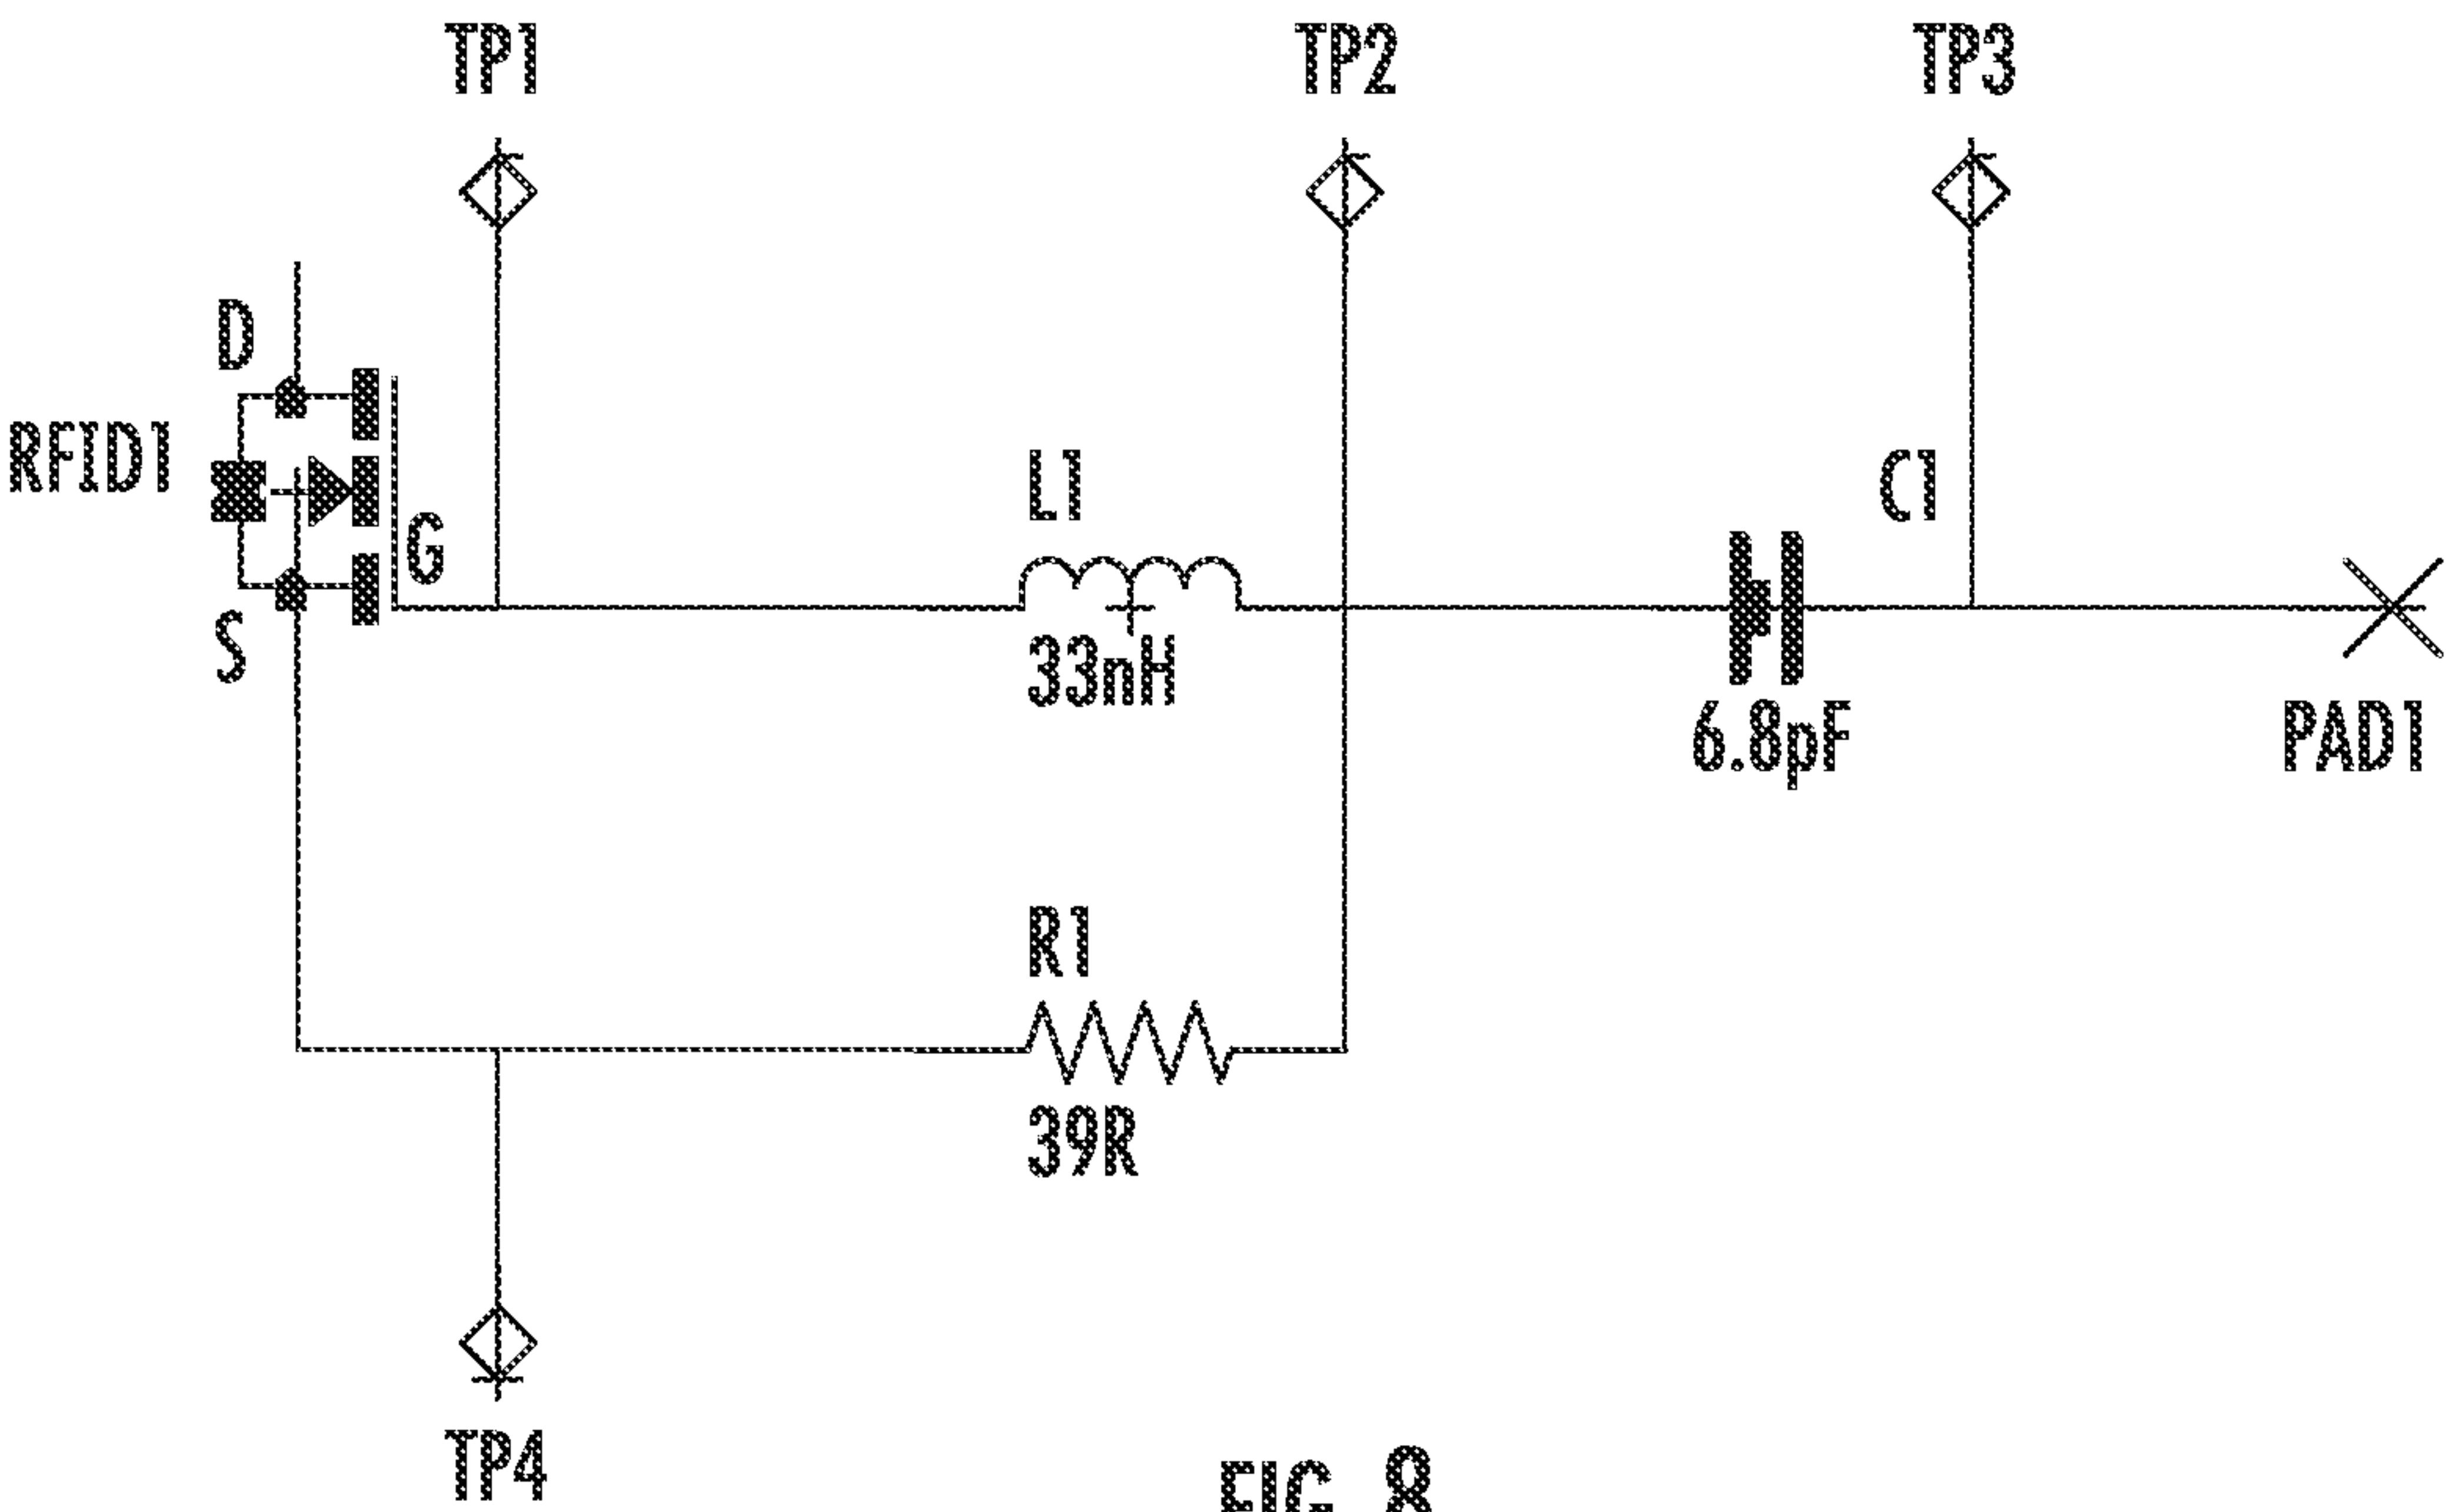 TP1
TP2
TP3
D
RFID1
L1
C1
G
S
33nH
6.8pF
PAD1
R1
39R
TP4
FIG. 8